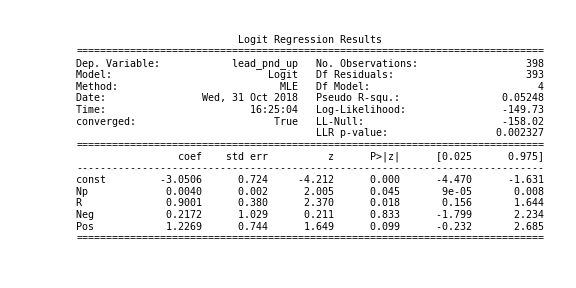 Logit Regression Results
==============================================================================
Dep. Variable: lead_pnd_up No. Observations: 398
Model: Logit Df Residuals: 393
Method: MLE Df Model: 4
Date: Wed, 31 Oct 2018 Pseudo R-squ.: 0.05248
Time: 16:25:04 Log-Likelihood: -149.73
converged: True LL-Null: -158.02
LLR p-value: 0.002327
==============================================================================
coef std err z P>|z| [0.025 0.975]
------------------------------------------------------------------------------
const -3.0506 0.724 -4.212 0.000 -4.470 -1.631
Np 0.0040 0.002 2.005 0.045 9e-05 0.008
R 0.9001 0.380 2.370 0.018 0.156 1.644
Neg 0.2172 1.029 0.211 0.833 -1.799 2.234
Pos 1.2269 0.744 1.649 0.099 -0.232 2.685
==============================================================================